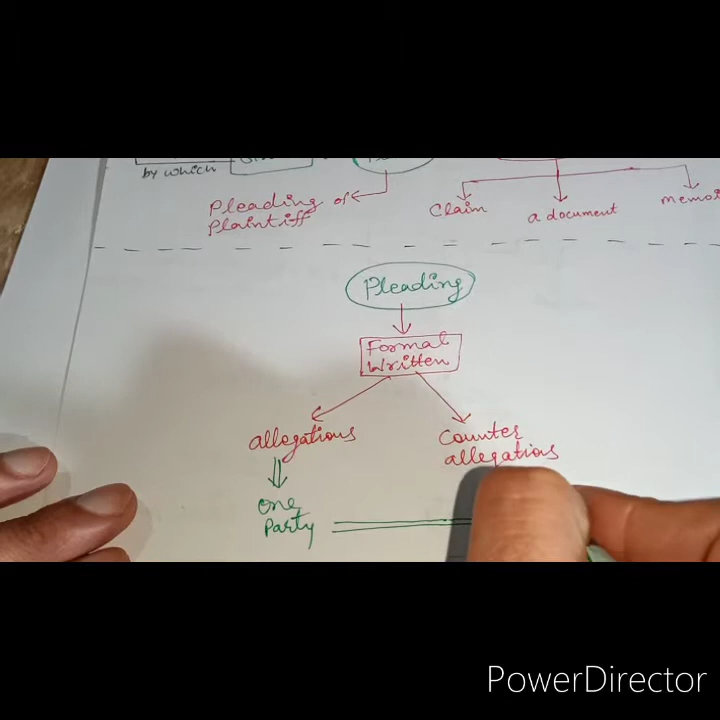 by which
Pleading of
Plaintiff
Claim
a document
Pleading
Formal
Written
allegations
Counter
allegations
One
Party
PowerDirector